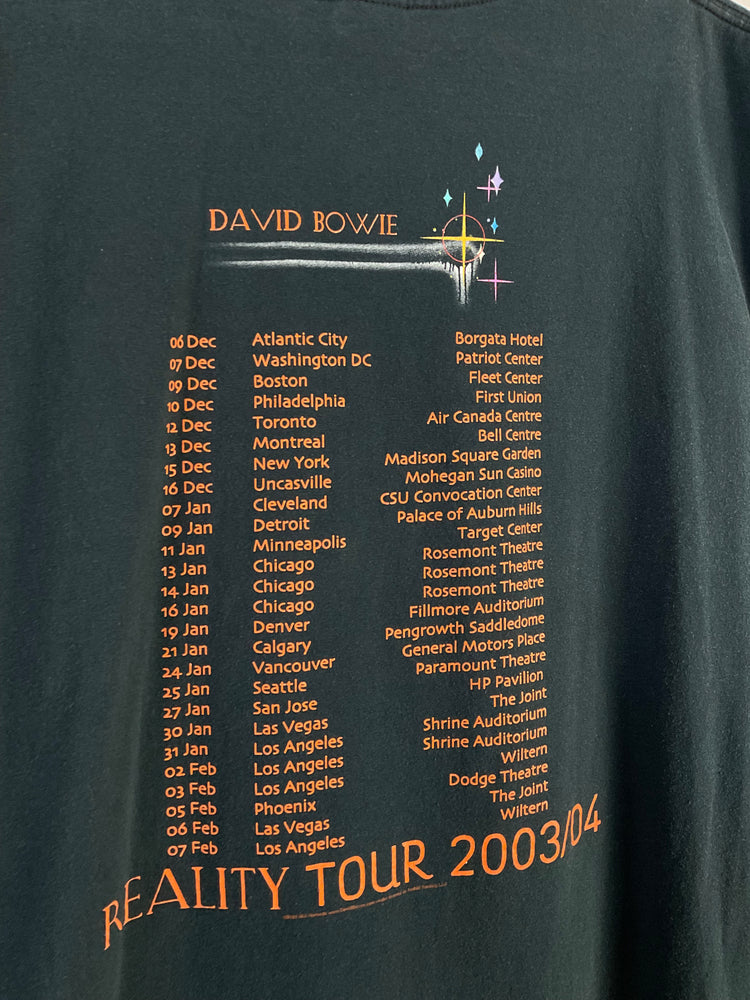 DAVID BOWIE
06 Dec Atlantic City Borgata Hotel
07 Dec Washington DC Patriot Center
09 Dec Boston Fleet Center
10 Dec Philadelphia First Union
12 Dec Toronto Air Canada Centre
13 Dec Montreal Bell Centre
15 Dec New York Madison Square Garden
16 Dec Uncasville Mohegan Sun Casino
07 Jan Cleveland CSU Convocation Center
09 Jan Detroit Palace of Auburn Hills
11 Jan Minneapolis Target Center
13 Jan Chicago Rosemont Theatre
14 Jan Chicago Rosemont Theatre
16 Jan Chicago Rosemont Theatre
19 Jan Denver Fillmore Auditorium
21 Jan Calgary Pengrowth Saddledome
24 Jan Vancouver General Motors Place
25 Jan Seattle Paramount Theatre
27 Jan San Jose HP Pavilion
30 Jan Las Vegas The Joint
31 Jan Los Angeles Shrine Auditorium
02 Feb Los Angeles Shrine Auditorium
03 Feb Los Angeles Wiltern
05 Feb Phoenix Dodge Theatre
06 Feb Las Vegas The Joint
07 Feb Los Angeles Wiltern
REALITY TOUR 2003/04